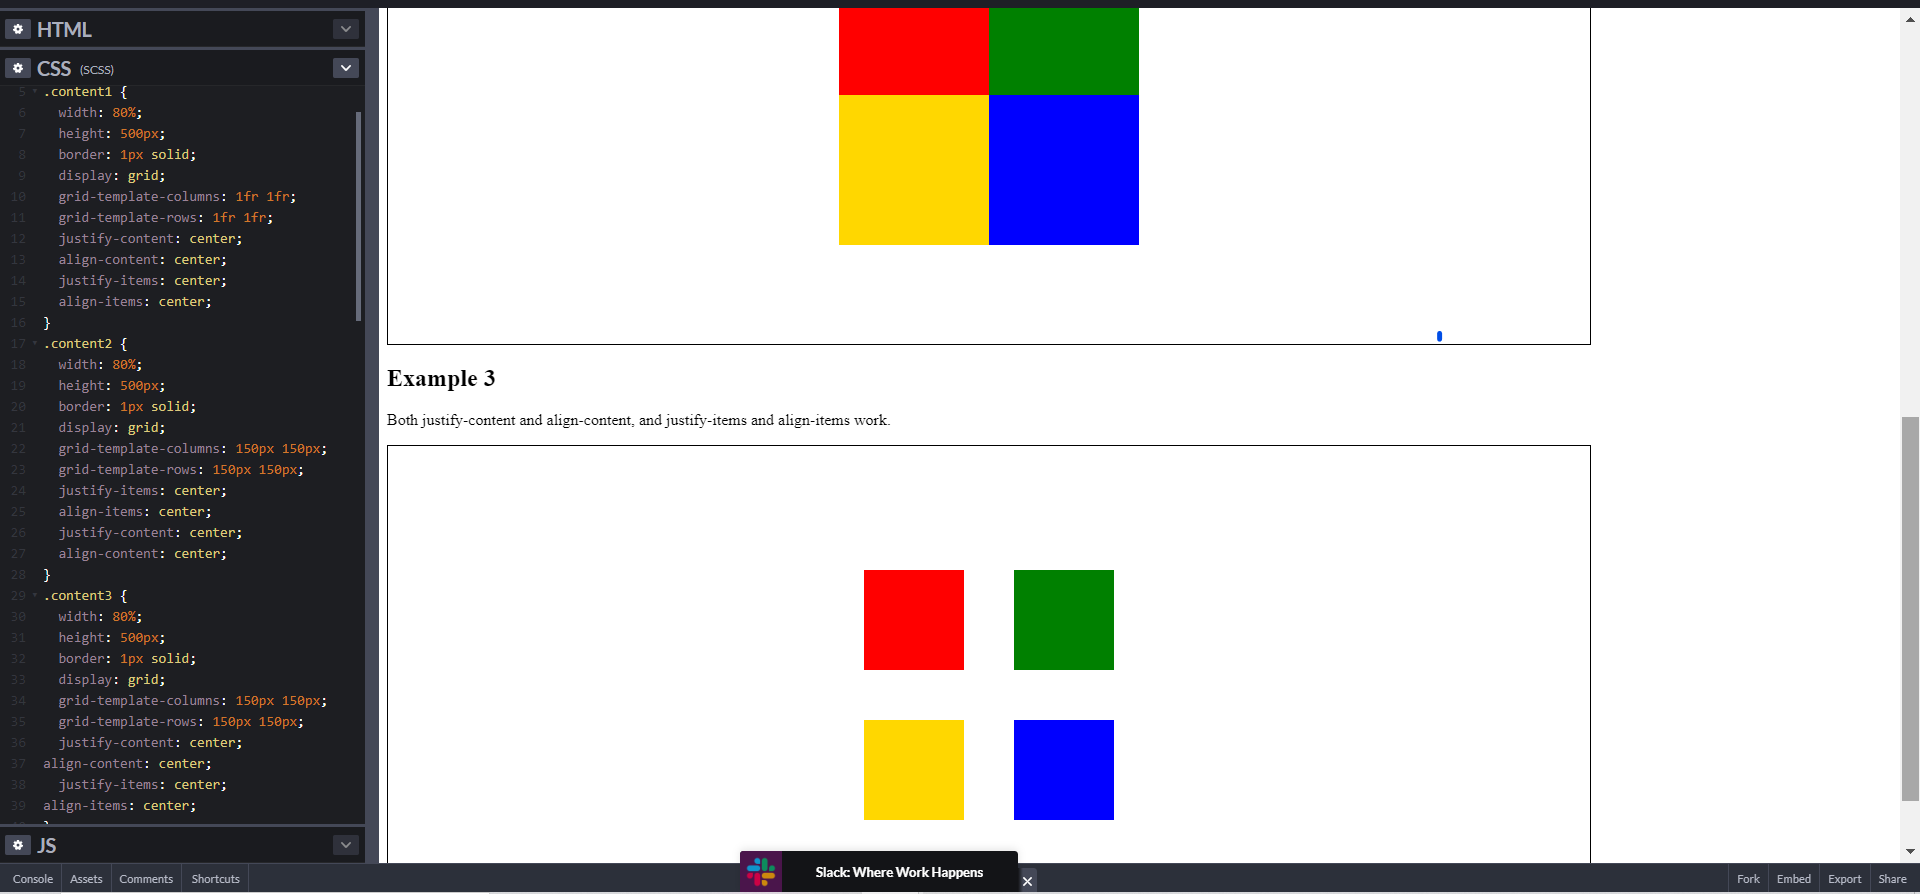 HTML
CSS (SCSS)
5 .content1 {
6 width: 80%;
7 height: 500px;
8 border: 1px solid;
9 display: grid;
10 grid-template-columns: 1fr 1fr;
11 grid-template-rows: 1fr 1fr;
12 justify-content: center;
13 align-content: center;
14 justify-items: center;
15 align-items: center;
16 }
17 .content2 {
18 width: 80%;
19 height: 500px;
20 border: 1px solid;
21 display: grid;
22 grid-template-columns: 150px 150px;
23 grid-template-rows: 150px 150px;
24 justify-items: center;
25 align-items: center;
26 justify-content: center;
27 align-content: center;
28 }
29 .content3 {
30 width: 80%;
31 height: 500px;
32 border: 1px solid;
33 display: grid;
34 grid-template-columns: 150px 150px;
35 grid-template-rows: 150px 150px;
36 justify-content: center;
37 align-content: center;
38 justify-items: center;
39 align-items: center;
JS
Example 3
Both justify-content and align-content, and justify-items and align-items work.
Console Assets Comments Shortcuts
Slack: Where Work Happens
Fork Embed Export Share